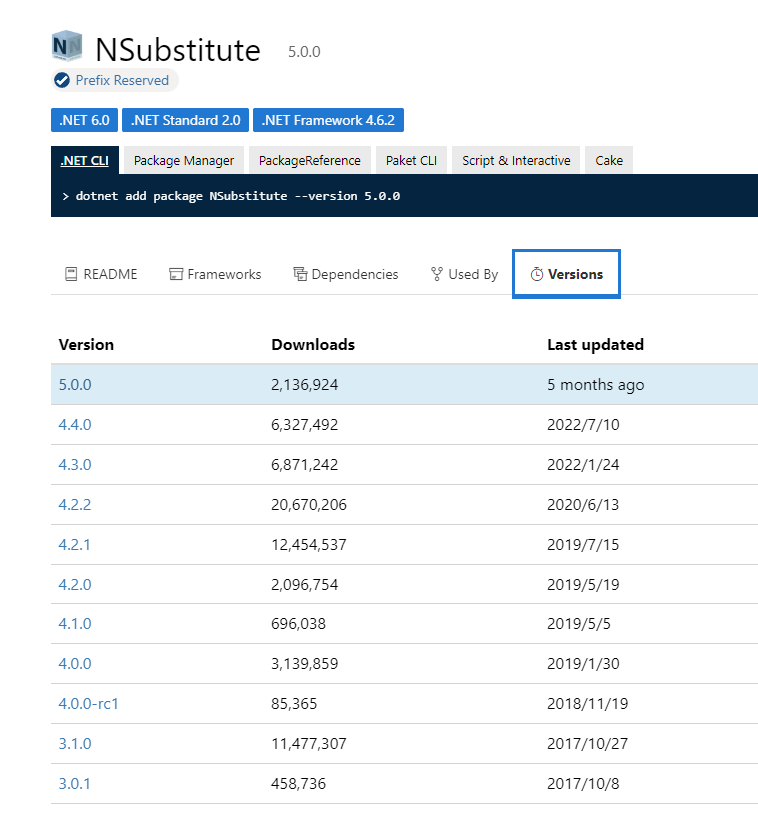 NSubstitute 5.0.0
Prefix Reserved
.NET 6.0 .NET Standard 2.0 .NET Framework 4.6.2
.NET CLI Package Manager PackageReference Paket CLI Script & Interactive Cake
> dotnet add package NSubstitute --version 5.0.0
README Frameworks Dependencies Used By Versions
Version Downloads Last updated
5.0.0 2,136,924 5 months ago
4.4.0 6,327,492 2022/7/10
4.3.0 6,871,242 2022/1/24
4.2.2 20,670,206 2020/6/13
4.2.1 12,454,537 2019/7/15
4.2.0 2,096,754 2019/5/19
4.1.0 696,038 2019/5/5
4.0.0 3,139,859 2019/1/30
4.0.0-rc1 85,365 2018/11/19
3.1.0 11,477,307 2017/10/27
3.0.1 458,736 2017/10/8